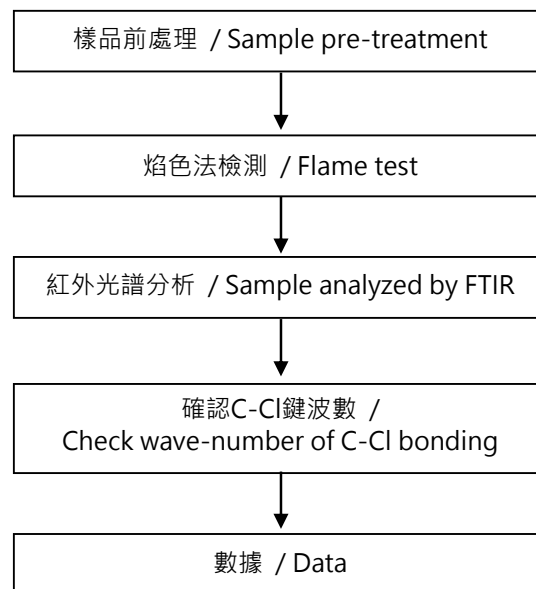 樣品前處理 / Sample pre-treatment
焰色法檢測 / Flame test
紅外光譜分析 / Sample analyzed by FTIR
確認C-Cl鍵波數 /
Check wave-number of C-Cl bonding
數據 / Data